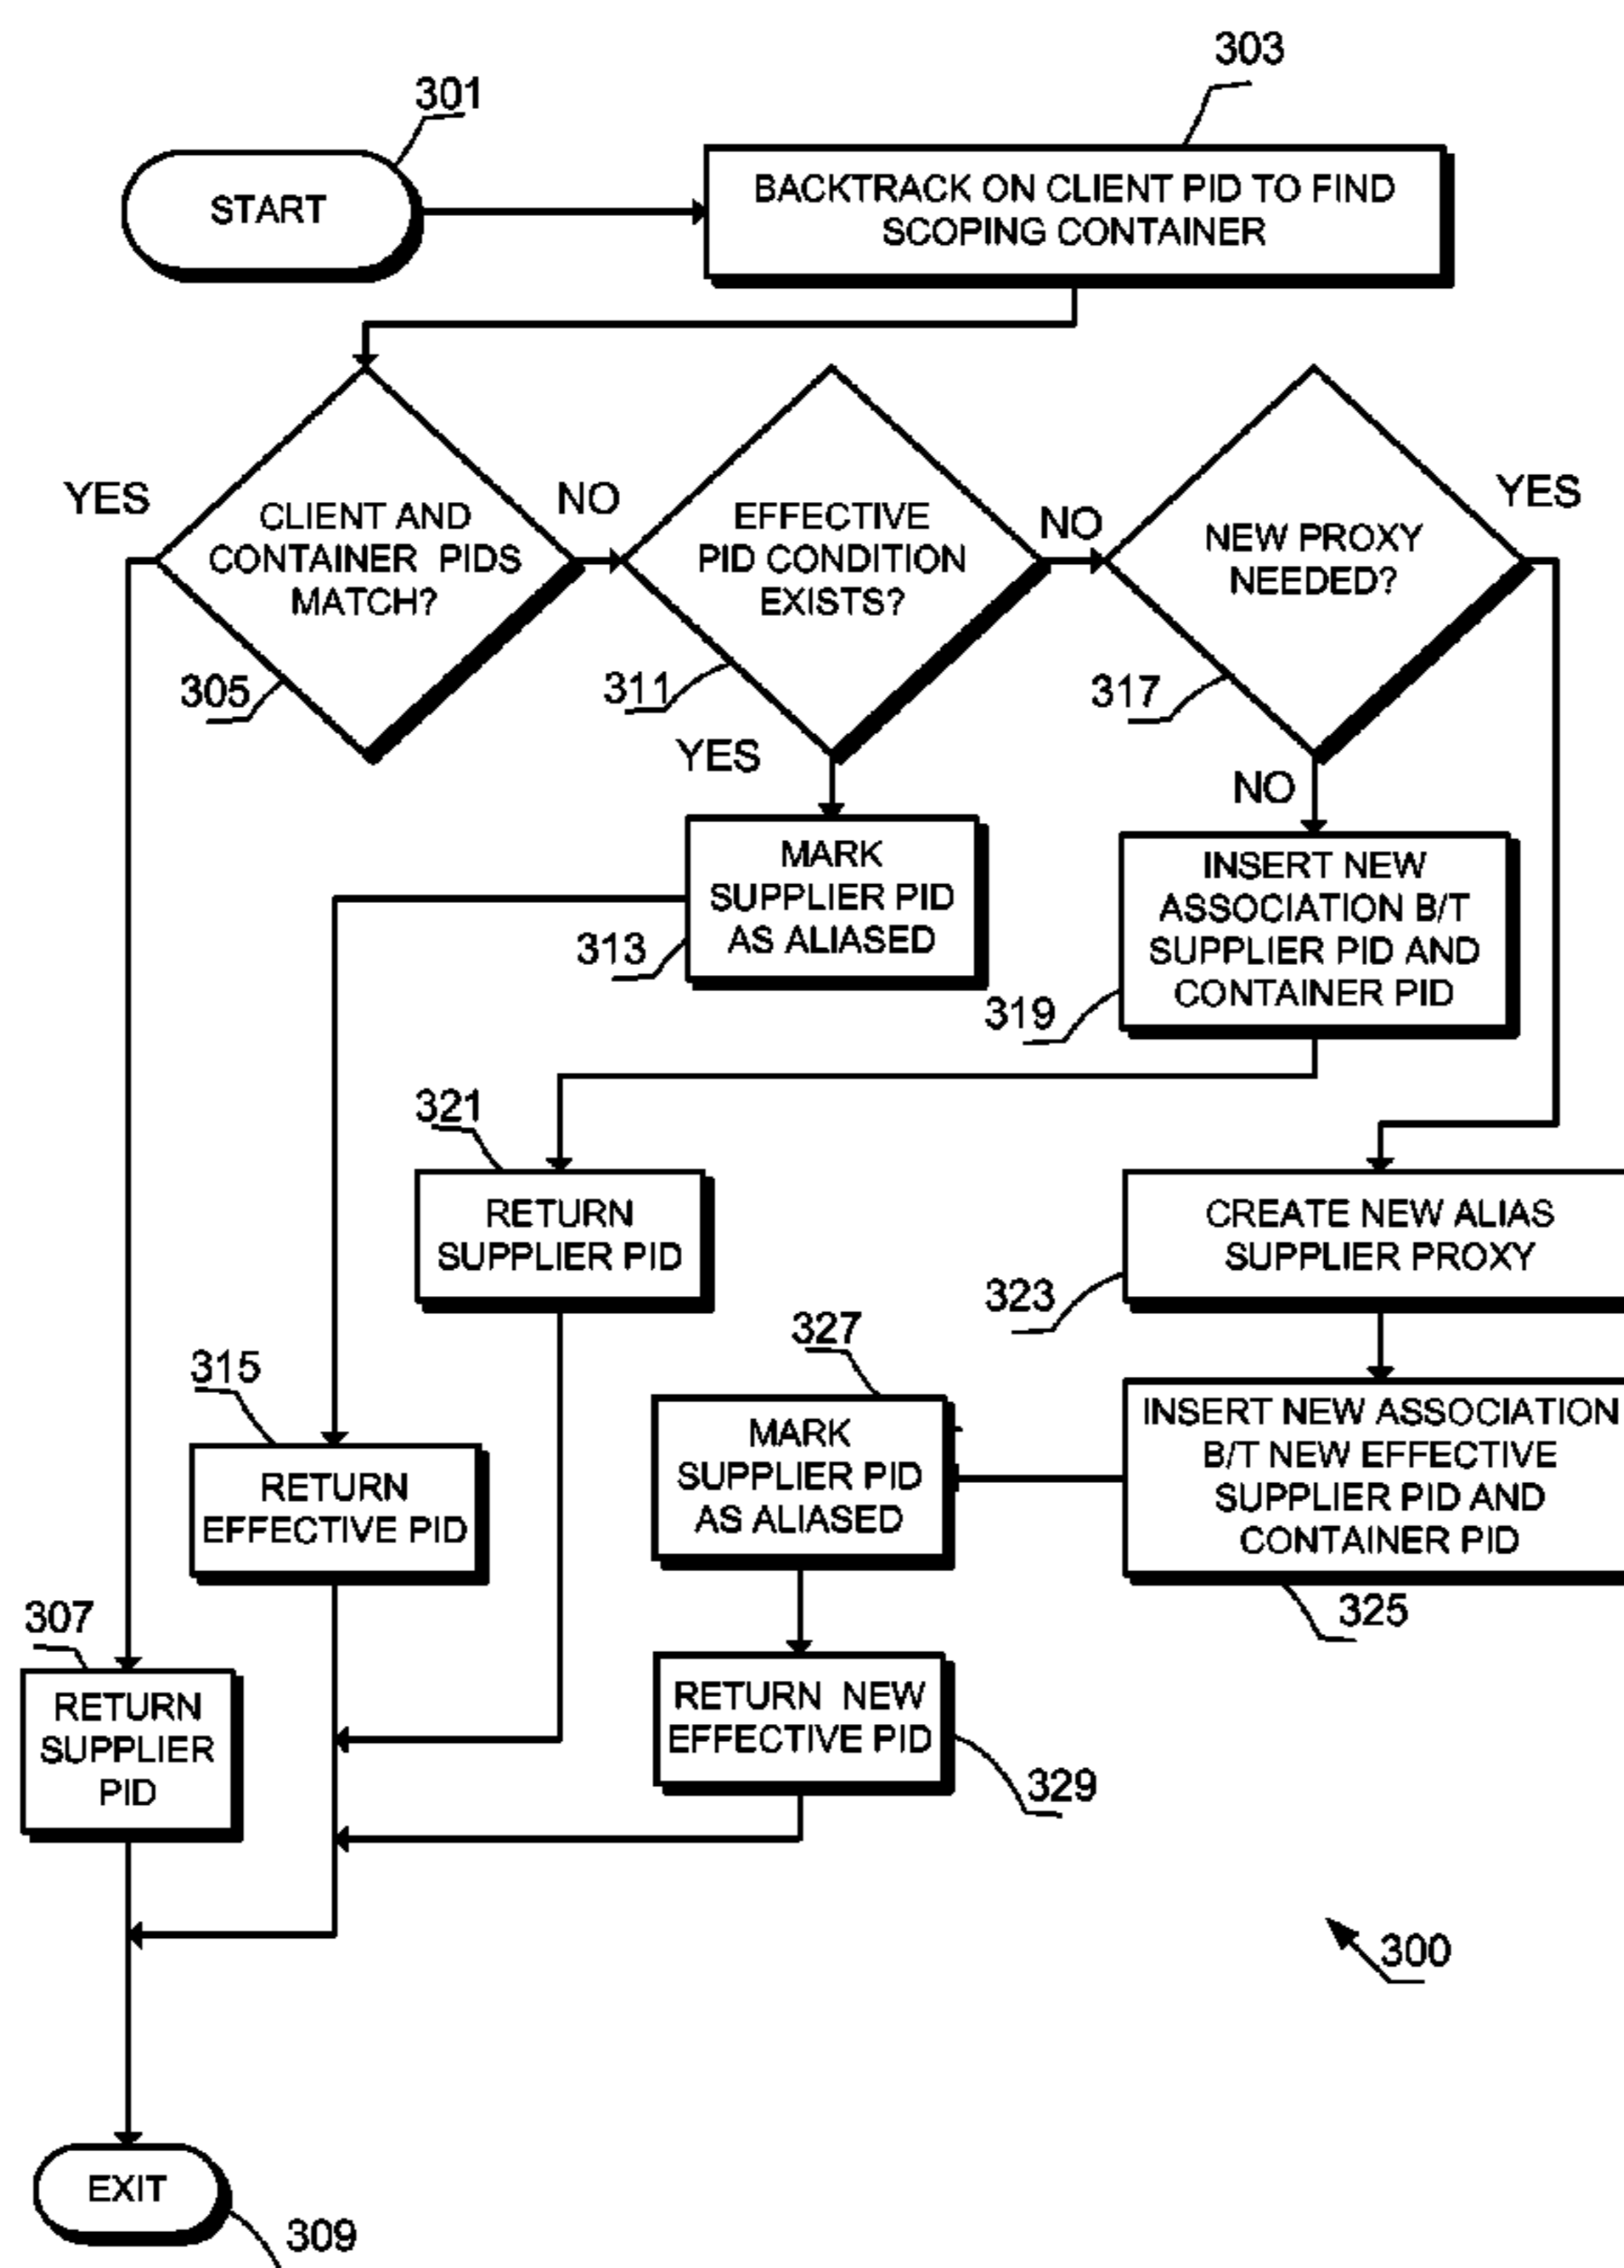 303
301
START
BACKTRACK ON CLIENT PID TO FIND
SCOPING CONTAINER
YES
CLIENT AND
CONTAINER PIDS
MATCH?
305
NO
EFFECTIVE
PID CONDITION
EXISTS?
311
NO
NEW PROXY
NEEDED?
317
YES
YES
NO
MARK
SUPPLIER PID
AS ALIASED
313
INSERT NEW
ASSOCIATION B/T
SUPPLIER PID AND
CONTAINER PID
319
321
RETURN
SUPPLIER PID
CREATE NEW ALIAS
SUPPLIER PROXY
323
327
315
MARK
SUPPLIER PID
AS ALIASED
INSERT NEW ASSOCIATION
B/T NEW EFFECTIVE
SUPPLIER PID AND
CONTAINER PID
325
RETURN
EFFECTIVE PID
307
RETURN
SUPPLIER
PID
RETURN NEW
EFFECTIVE PID
329
300
EXIT
309